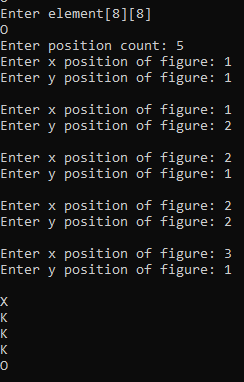 Enter element[8][8]
O
Enter position count: 5
Enter x position of figure: 1
Enter y position of figure: 1
Enter x position of figure: 1
Enter y position of figure: 2
Enter x position of figure: 2
Enter y position of figure: 1
Enter x position of figure: 2
Enter y position of figure: 2
Enter x position of figure: 3
Enter y position of figure: 1
X
K
K
K
O